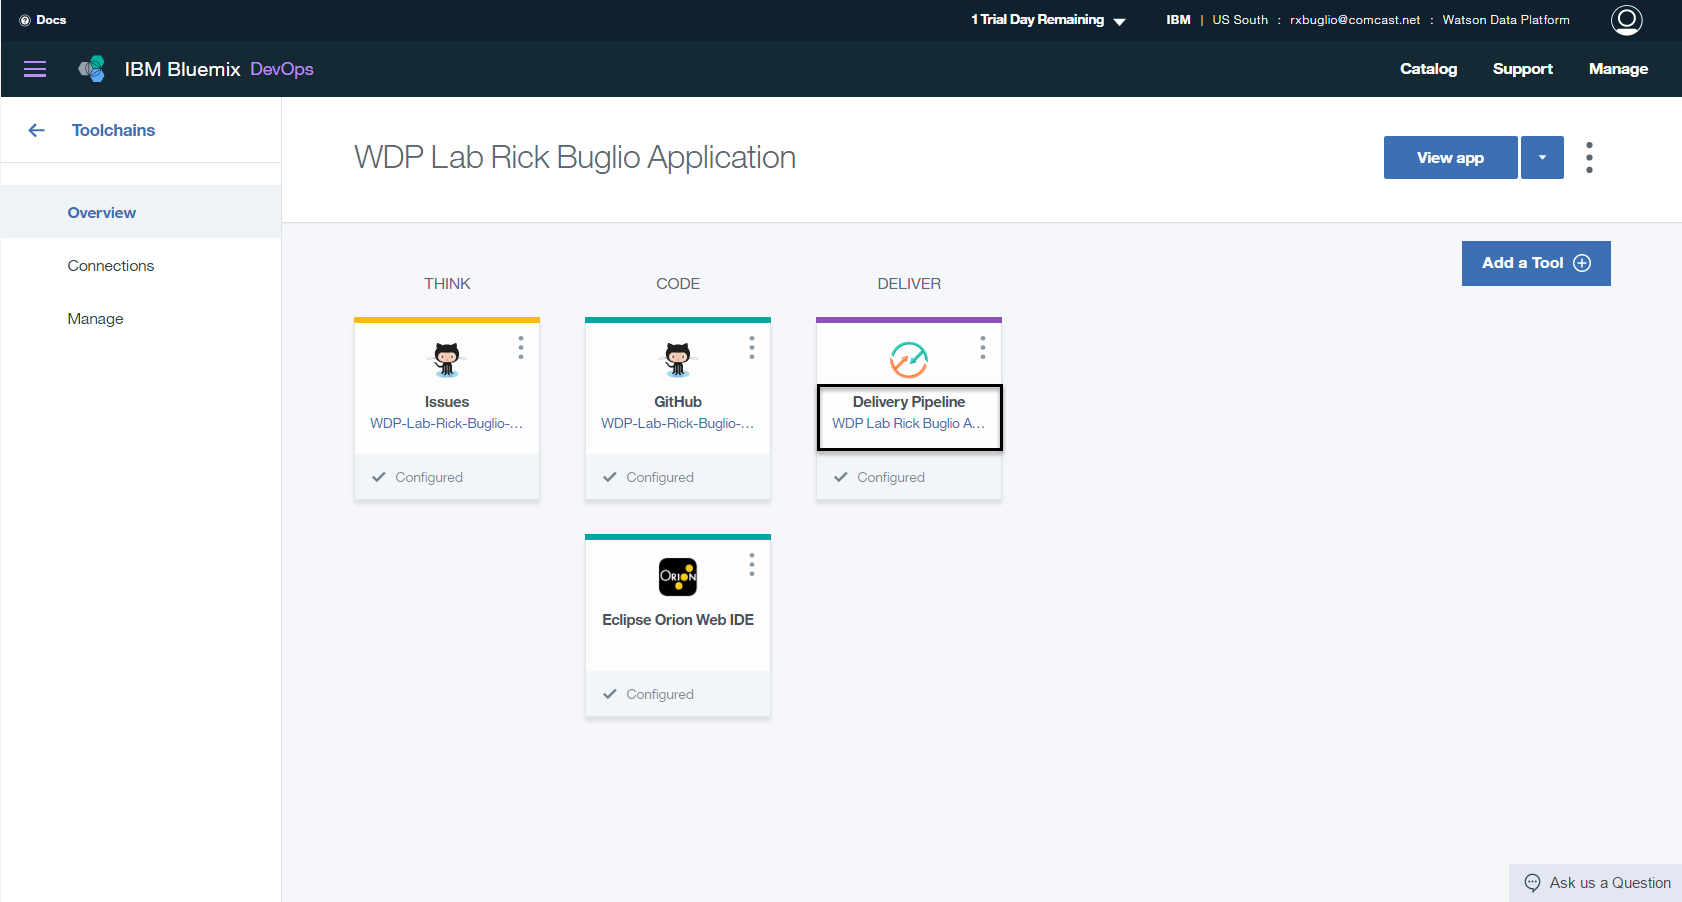 Docs
1 Trial Day Remaining
IBM | US South : rxbuglio@comcast.net : Watson Data Platform
IBM Bluemix DevOps
Catalog
Support
Manage
Toolchains
Overview
Connections
Manage
WDP Lab Rick Buglio Application
View app
Add a Tool
THINK
CODE
DELIVER
Issues
WDP-Lab-Rick-Buglio-...
Configured
GitHub
WDP-Lab-Rick-Buglio-...
Configured
Delivery Pipeline
WDP Lab Rick Buglio A...
Configured
ORION
Eclipse Orion Web IDE
Configured
Ask us a Question